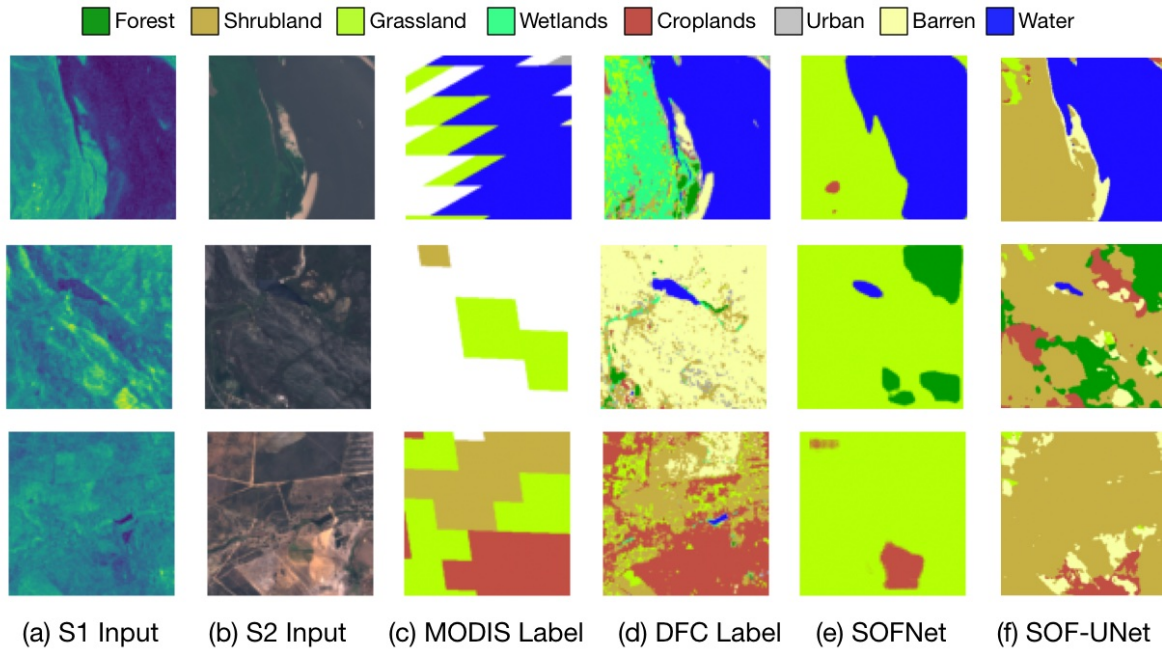 Forest Shrubland Grassland Wetlands Croplands Urban Barren Water
(a) S1 Input (b) S2 Input (c) MODIS Label (d) DFC Label (e) SOFNet (f) SOF-UNet